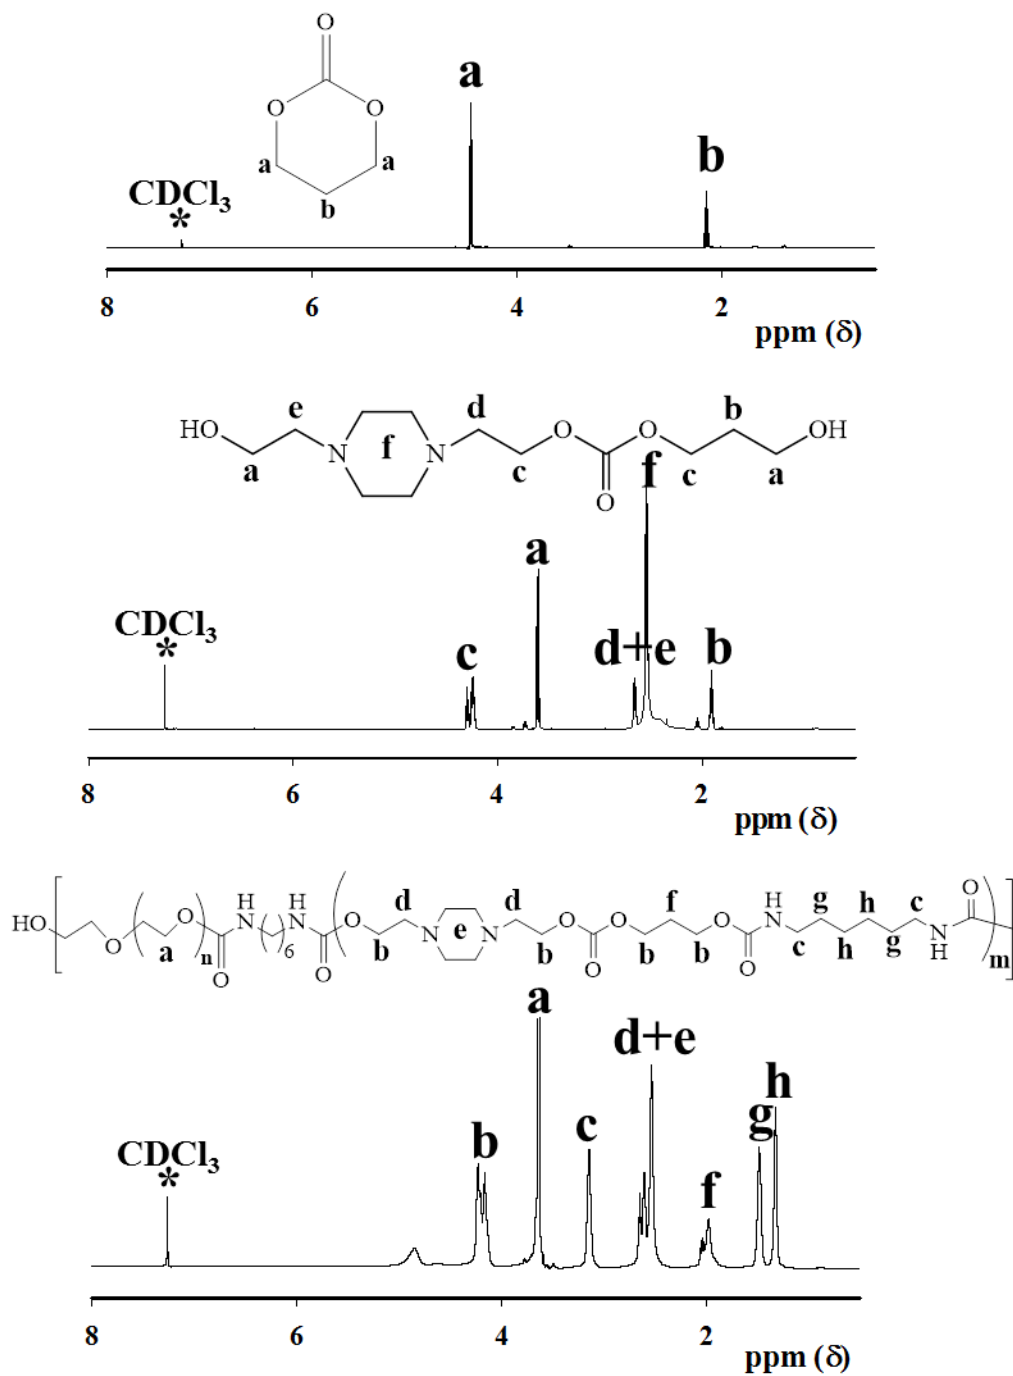 O
O O
a a
b
a
b
CDCl3
*
8 6 4 2
ppm (δ)
e d b
HO N f N O O OH
a c O c a
f
a
CDCl3
*
c d+e b
8 6 4 2
ppm (δ)
H H d d f H g h c O
HO O O N N O N e N O O O N N
a n O 6 O b b O b b O c h g H m
a
d+e
h
g
c
b
CDCl3
*
f
8 6 4 2
ppm (δ)